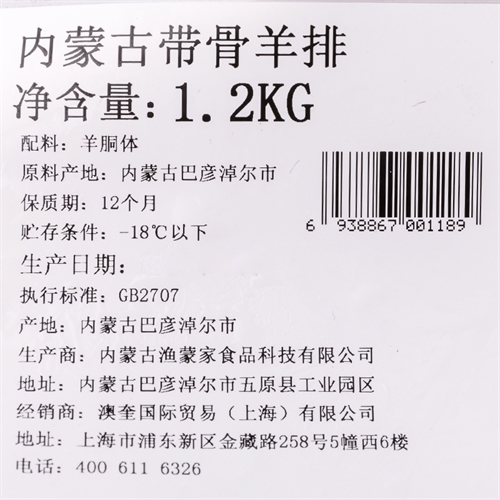 内蒙古带骨羊排
净含量：1.2KG
配料：羊胴体
原料产地：内蒙古巴彦淖尔市
保质期：12个月
贮存条件：-18℃以下
生产日期：
执行标准：GB2707
产地：内蒙古巴彦淖尔市
生产商：内蒙古渔蒙家食品科技有限公司
地址：内蒙古巴彦淖尔市五原县工业园区
经销商：澳奎国际贸易（上海）有限公司
地址：上海市浦东新区金藏路258号5幢西6楼
电话：400 611 6326
6 938867 001189